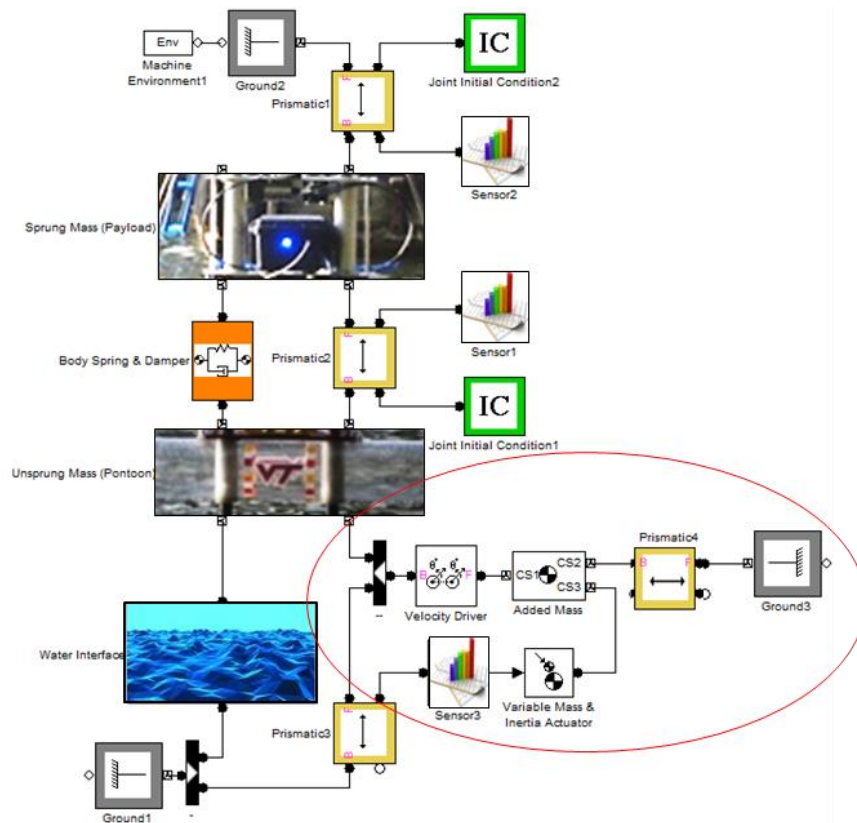 Env
Machine
Environment1
Ground2
F
B
Prismatic1
IC
Joint Initial Condition2
Sensor2
Sprung Mass (Payload)
Sensor1
Body Spring & Damper
Prismatic2
F
B
IC
Joint Initial Condition1
Unsprung Mass (Pontoon)
VT
Prismatic4
B
F
Velocity Driver
CS1
CS2
CS3
Added Mass
B
F
Ground3
Water Interface
Sensor3
Variable Mass &
Inertia Actuator
Prismatic3
F
B
Ground1